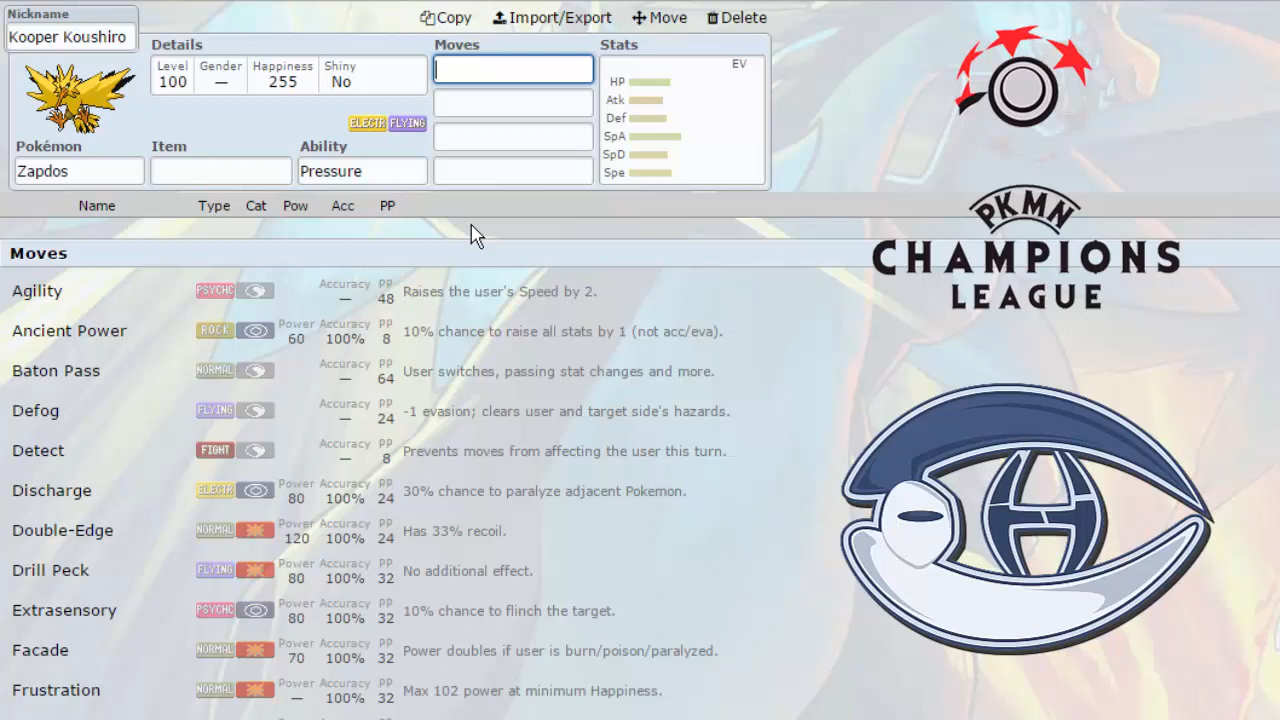 Nickname
Kooper Koushiro
Copy Import/Export Move Delete
Details
Level Gender Happiness Shiny
100 — 255 No
ELECTR FLYING
Pokémon Item Ability
Zapdos Pressure
Moves
Stats
EV
HP
Atk
Def
SpA
SpD
Spe
PKMN
CHAMPIONS
LEAGUE
Name Type Cat Pow Acc PP
Moves
Agility PSYCHC Accuracy — PP 48 Raises the user's Speed by 2.
Ancient Power ROCK Power 60 Accuracy 100% PP 8 10% chance to raise all stats by 1 (not acc/eva).
Baton Pass NORMAL Accuracy — PP 64 User switches, passing stat changes and more.
Defog FLYING Accuracy — PP 24 -1 evasion; clears user and target side's hazards.
Detect FIGHT Accuracy — PP 8 Prevents moves from affecting the user this turn.
Discharge ELECTR Power 80 Accuracy 100% PP 24 30% chance to paralyze adjacent Pokemon.
Double-Edge NORMAL Power 120 Accuracy 100% PP 24 Has 33% recoil.
Drill Peck FLYING Power 80 Accuracy 100% PP 32 No additional effect.
Extrasensory PSYCHC Power 80 Accuracy 100% PP 32 10% chance to flinch the target.
Facade NORMAL Power 70 Accuracy 100% PP 32 Power doubles if user is burn/poison/paralyzed.
Frustration NORMAL Power — Accuracy 100% PP 32 Max 102 power at minimum Happiness.